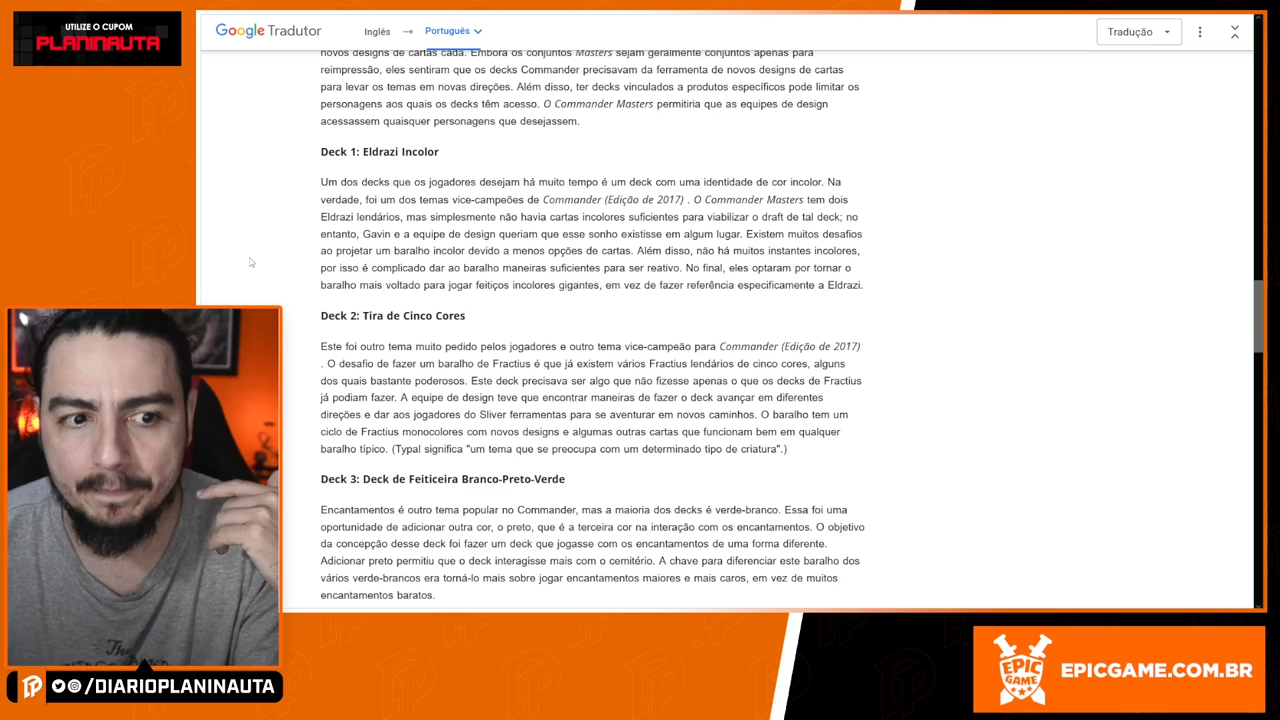 UTILIZE O CUPOM
PLANINAUTA
Google Tradutor
Inglês → Português
Tradução
novos designs de cartas cada. Embora os conjuntos Masters sejam geralmente conjuntos apenas para
reimpressão, eles sentiram que os decks Commander precisavam da ferramenta de novos designs de cartas
para levar os temas em novas direções. Além disso, ter decks vinculados a produtos específicos pode limitar os
personagens aos quais os decks têm acesso. O Commander Masters permitiria que as equipes de design
acessassem quaisquer personagens que desejassem.
Deck 1: Eldrazi Incolor
Um dos decks que os jogadores desejam há muito tempo é um deck com uma identidade de cor incolor. Na
verdade, foi um dos temas vice-campeões de Commander (Edição de 2017) . O Commander Masters tem dois
Eldrazi lendários, mas simplesmente não havia cartas incolores suficientes para viabilizar o draft de tal deck; no
entanto, Gavin e a equipe de design queriam que esse sonho existisse em algum lugar. Existem muitos desafios
ao projetar um baralho incolor devido a menos opções de cartas. Além disso, não há muitos instantes incolores,
por isso é complicado dar ao baralho maneiras suficientes para ser reativo. No final, eles optaram por tornar o
baralho mais voltado para jogar feitiços incolores gigantes, em vez de fazer referência especificamente a Eldrazi.
Deck 2: Tira de Cinco Cores
Este foi outro tema muito pedido pelos jogadores e outro tema vice-campeão para Commander (Edição de 2017)
. O desafio de fazer um baralho de Fractius é que já existem vários Fractius lendários de cinco cores, alguns
dos quais bastante poderosos. Este deck precisava ser algo que não fizesse apenas o que os decks de Fractius
já podiam fazer. A equipe de design teve que encontrar maneiras de fazer o deck avançar em diferentes
direções e dar aos jogadores do Sliver ferramentas para se aventurar em novos caminhos. O baralho tem um
ciclo de Fractius monocolores com novos designs e algumas outras cartas que funcionam bem em qualquer
baralho típico. (Typal significa "um tema que se preocupa com um determinado tipo de criatura".)
Deck 3: Deck de Feiticeira Branco-Preto-Verde
Encantamentos é outro tema popular no Commander, mas a maioria dos decks é verde-branco. Essa foi uma
oportunidade de adicionar outra cor, o preto, que é a terceira cor na interação com os encantamentos. O objetivo
da concepção desse deck foi fazer um deck que jogasse com os encantamentos de uma forma diferente.
Adicionar preto permitiu que o deck interagisse mais com o cemitério. A chave para diferenciar este baralho dos
vários verde-brancos era torná-lo mais sobre jogar encantamentos maiores e mais caros, em vez de muitos
encantamentos baratos.
The
/DIARIOPLANINAUTA
EPIC
GAME
EPICGAME.COM.BR